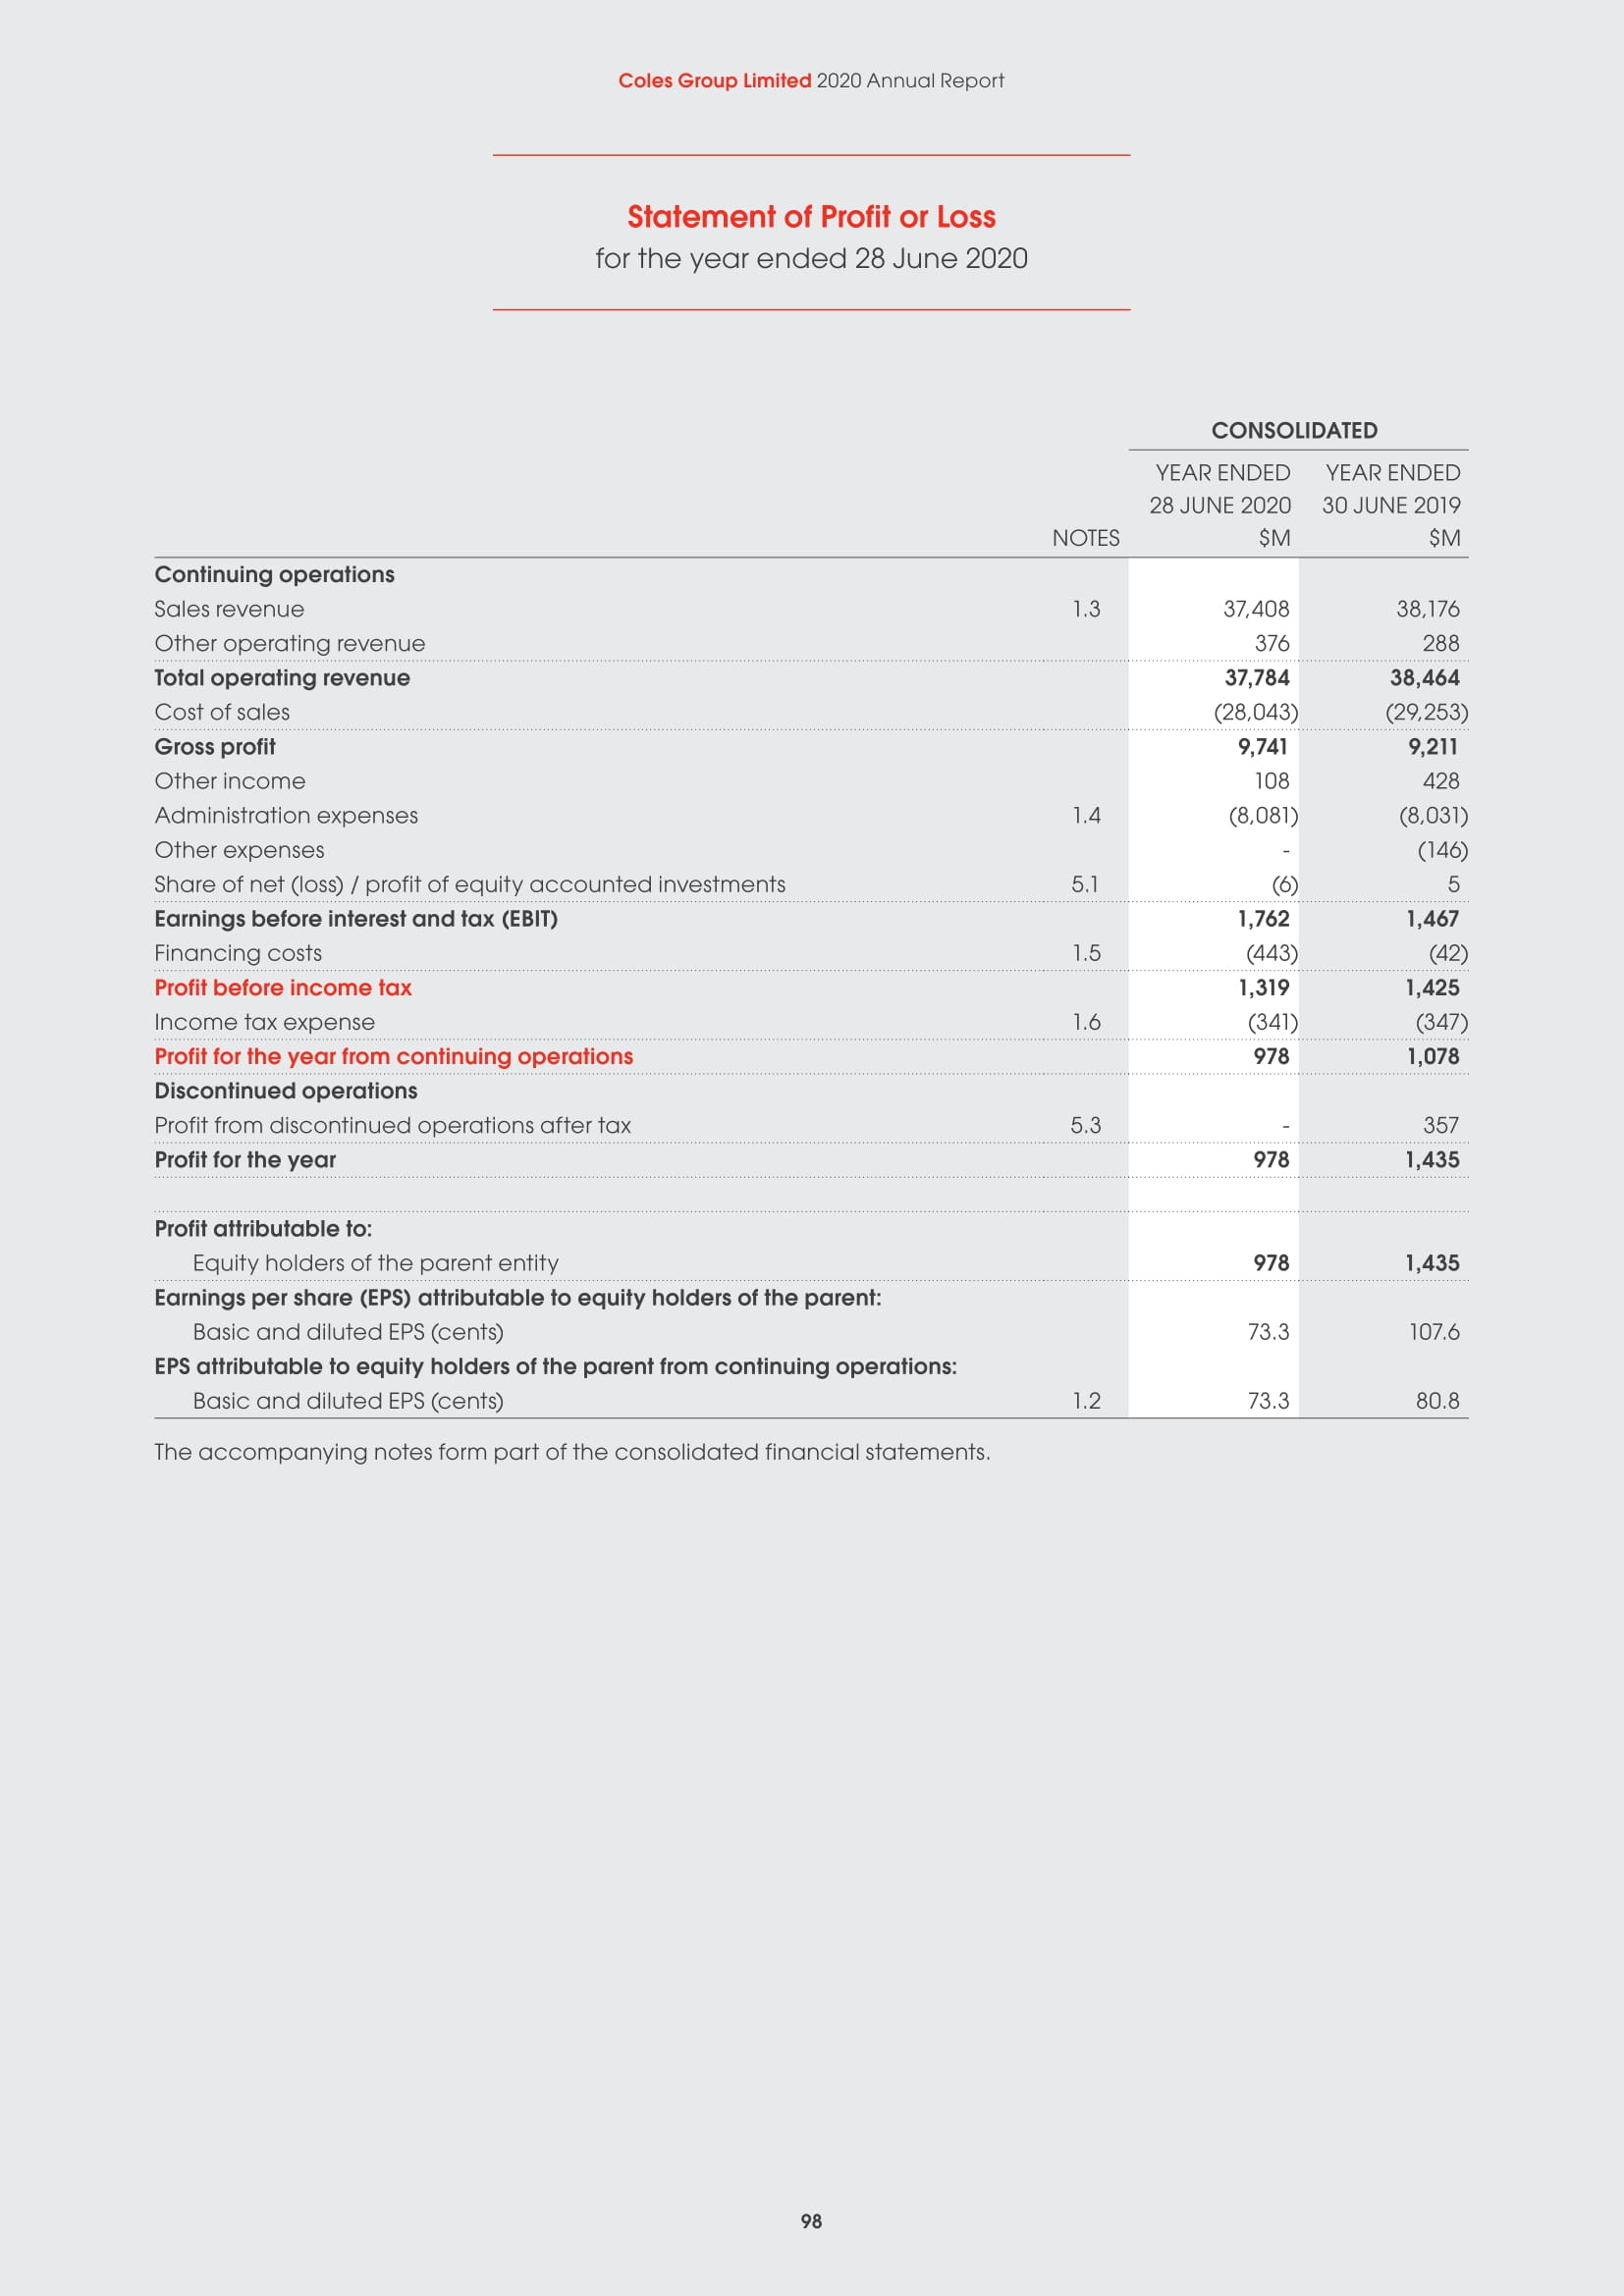 Coles Group Limited 2020 Annual Report
Statement of Profit or Loss
for the year ended 28 June 2020
CONSOLIDATED
YEAR ENDED YEAR ENDED
28 JUNE 2020 30 JUNE 2019
NOTES $M $M
Continuing operations
Sales revenue 1.3 37,408 38,176
Other operating revenue 376 288
Total operating revenue 37,784 38,464
Cost of sales (28,043) (29,253)
Gross profit 9,741 9,211
Other income 108 428
Administration expenses 1.4 (8,081) (8,031)
Other expenses - (146)
Share of net (loss) / profit of equity accounted investments 5.1 (6) 5
Earnings before interest and tax (EBIT) 1,762 1,467
Financing costs 1.5 (443) (42)
Profit before income tax 1,319 1,425
Income tax expense 1.6 (341) (347)
Profit for the year from continuing operations 978 1,078
Discontinued operations
Profit from discontinued operations after tax 5.3 - 357
Profit for the year 978 1,435
Profit attributable to:
Equity holders of the parent entity 978 1,435
Earnings per share (EPS) attributable to equity holders of the parent:
Basic and diluted EPS (cents) 73.3 107.6
EPS attributable to equity holders of the parent from continuing operations:
Basic and diluted EPS (cents) 1.2 73.3 80.8
The accompanying notes form part of the consolidated financial statements.
98